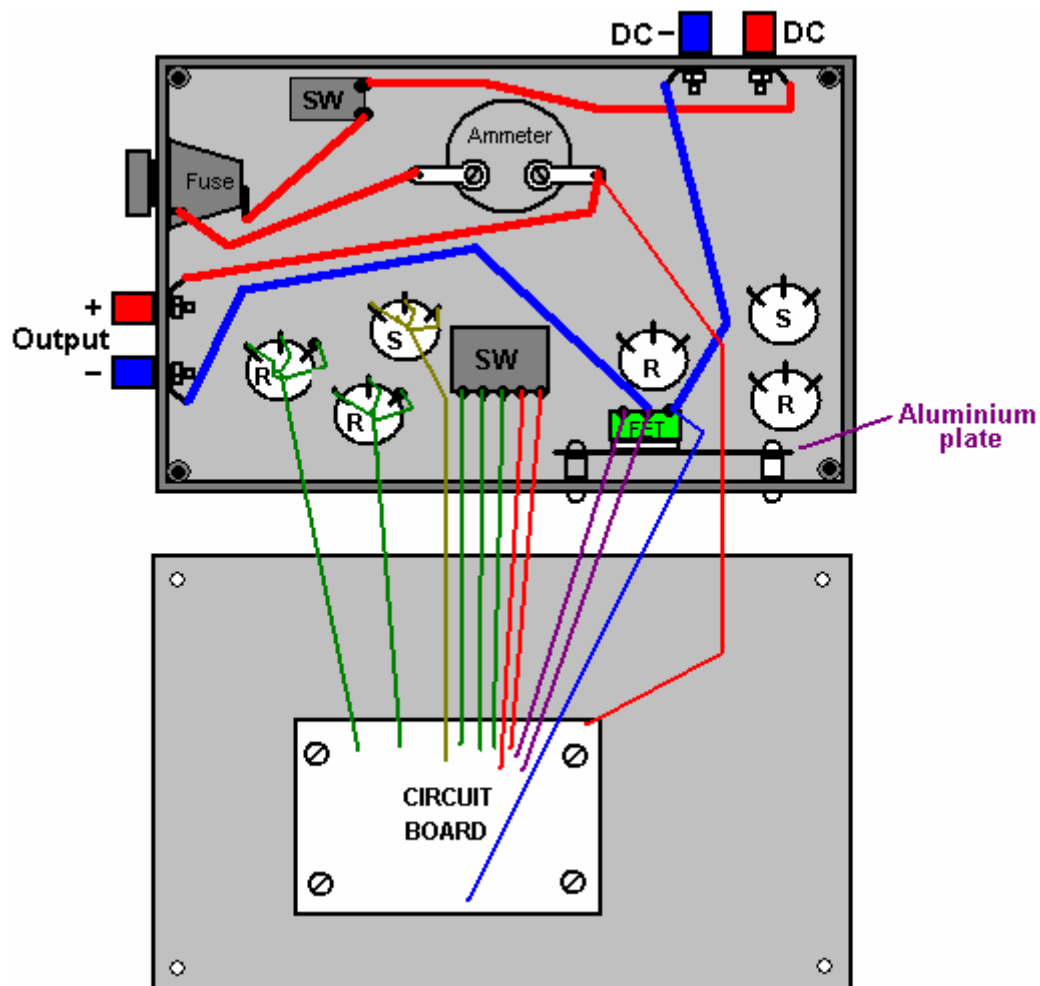 DC - DC
SW
Ammeter
Fuse
+
Output
-
S
SW
R
R
R
S
R
FET
Aluminium
plate
CIRCUIT
BOARD